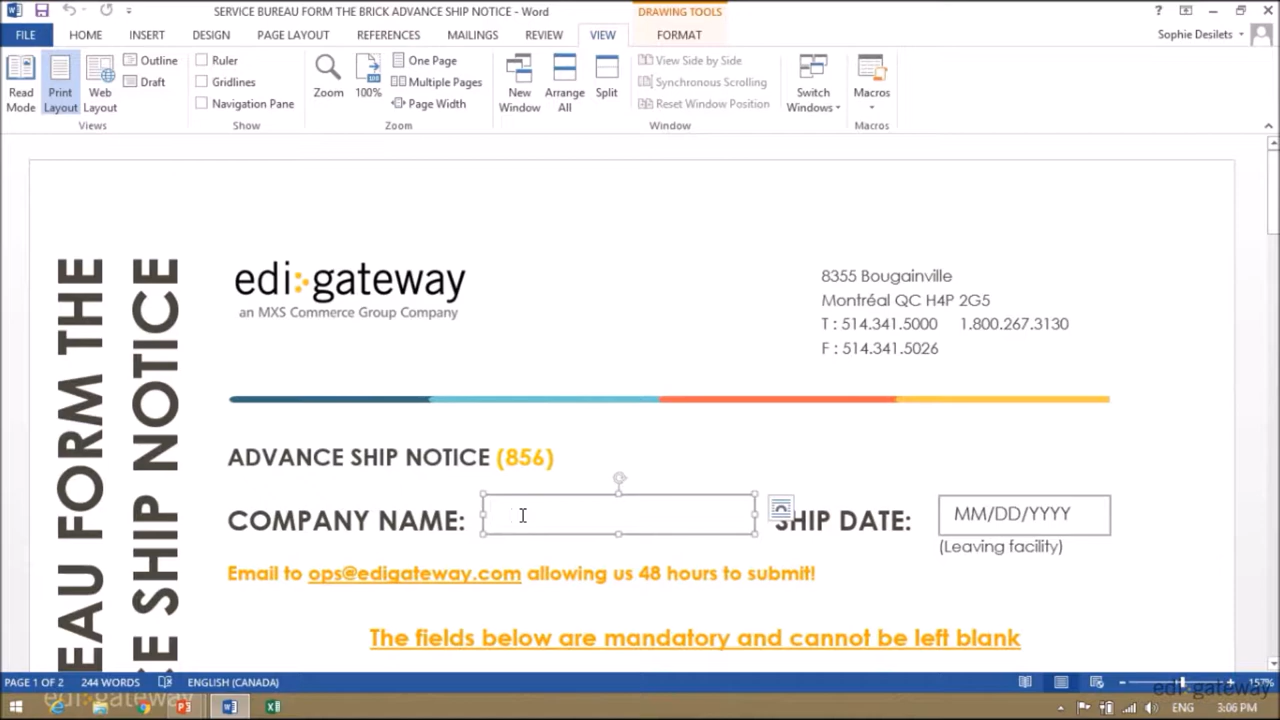 SERVICE BUREAU FORM THE BRICK ADVANCE SHIP NOTICE - Word
DRAWING TOOLS
?
FILE HOME INSERT DESIGN PAGE LAYOUT REFERENCES MAILINGS REVIEW VIEW FORMAT
Sophie Desilets
Read Mode
Print Layout
Web Layout
Outline
Draft
Views
Ruler
Gridlines
Navigation Pane
Show
Zoom
100%
One Page
Multiple Pages
Page Width
Zoom
New Window
Arrange All
Split
View Side by Side
Synchronous Scrolling
Reset Window Position
Window
Switch Windows
Macros
Macros
EAU FORM THE
E SHIP NOTICE
edi gateway
an MXS Commerce Group Company
8355 Bougainville
Montréal QC H4P 2G5
T : 514.341.5000 1.800.267.3130
F : 514.341.5026
ADVANCE SHIP NOTICE (856)
COMPANY NAME:
SHIP DATE:
MM/DD/YYYY
(Leaving facility)
Email to ops@edigateway.com allowing us 48 hours to submit!
The fields below are mandatory and cannot be left blank
PAGE 1 OF 2 244 WORDS ENGLISH (CANADA)
157%
edi gateway
edi gateway
ENG 3:06 PM